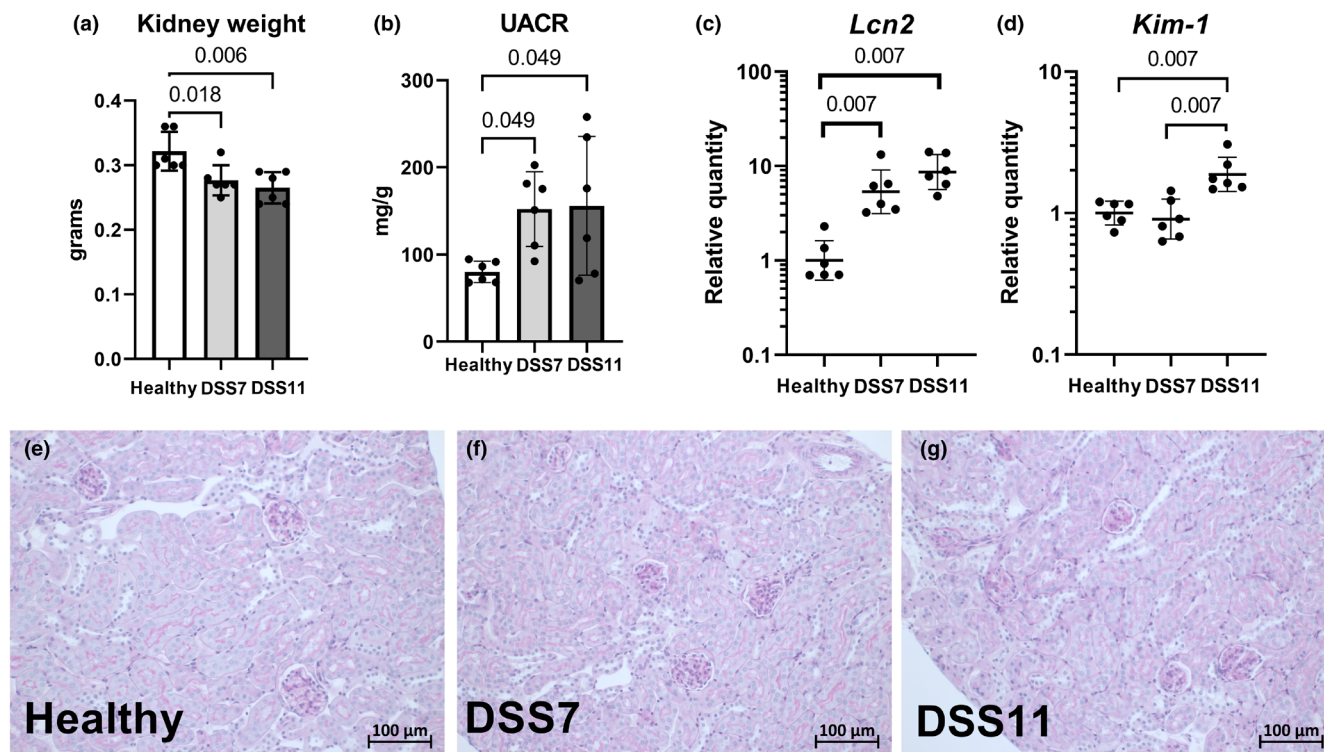 (a) Kidney weight
0.006
0.018
grams
0.4
0.3
0.2
0.1
0.0
Healthy DSS7 DSS11
(b) UACR
0.049
0.049
mg/g
300
200
100
0
Healthy DSS7 DSS11
(c) Lcn2
0.007
0.007
Relative quantity
100
10
1
0.1
Healthy DSS7 DSS11
(d) Kim-1
0.007
0.007
Relative quantity
10
1
0.1
Healthy DSS7 DSS11
(e)
Healthy
100 µm
(f)
DSS7
100 µm
(g)
DSS11
100 µm